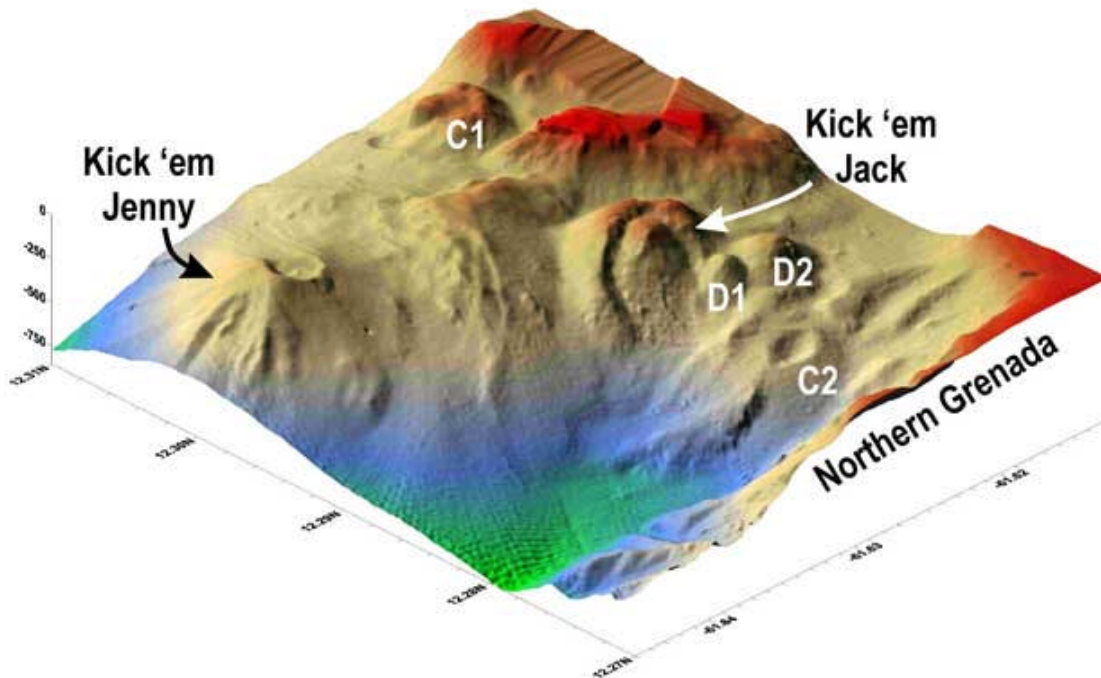 C1
Kick ‘em
Jack
Kick ‘em
Jenny
0
-250
-500
-750
D1
D2
C2
Northern Grenada
12.31N
12.30N
12.29N
12.28N
12.27N
-61.64
-61.63
-61.62